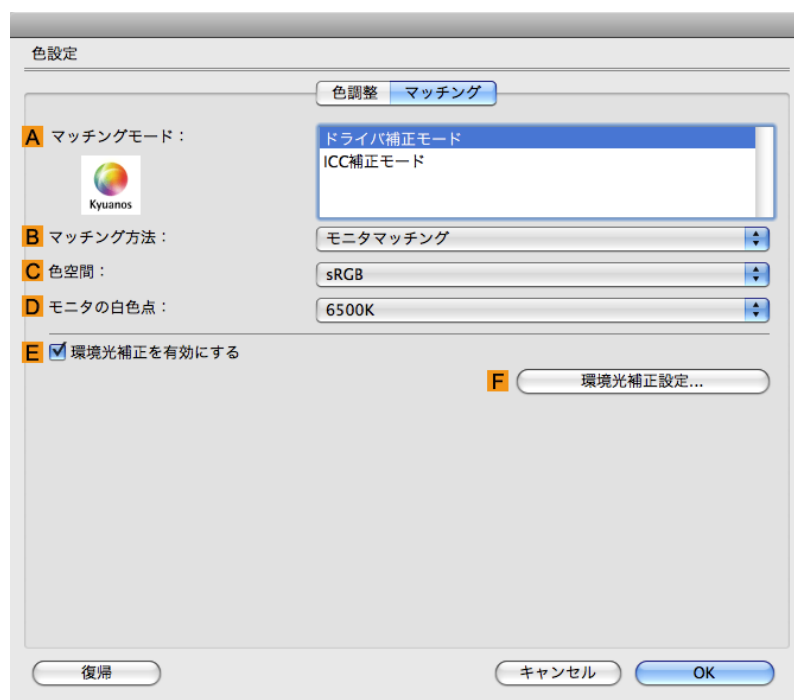 色設定
色調整 マッチング
A マッチングモード：
ドライバ補正モード
ICC補正モード
Kyuanos
B マッチング方法：
モニタマッチング
C 色空間：
sRGB
D モニタの白色点：
6500K
E 環境光補正を有効にする
F 環境光補正設定...
復帰 キャンセル OK